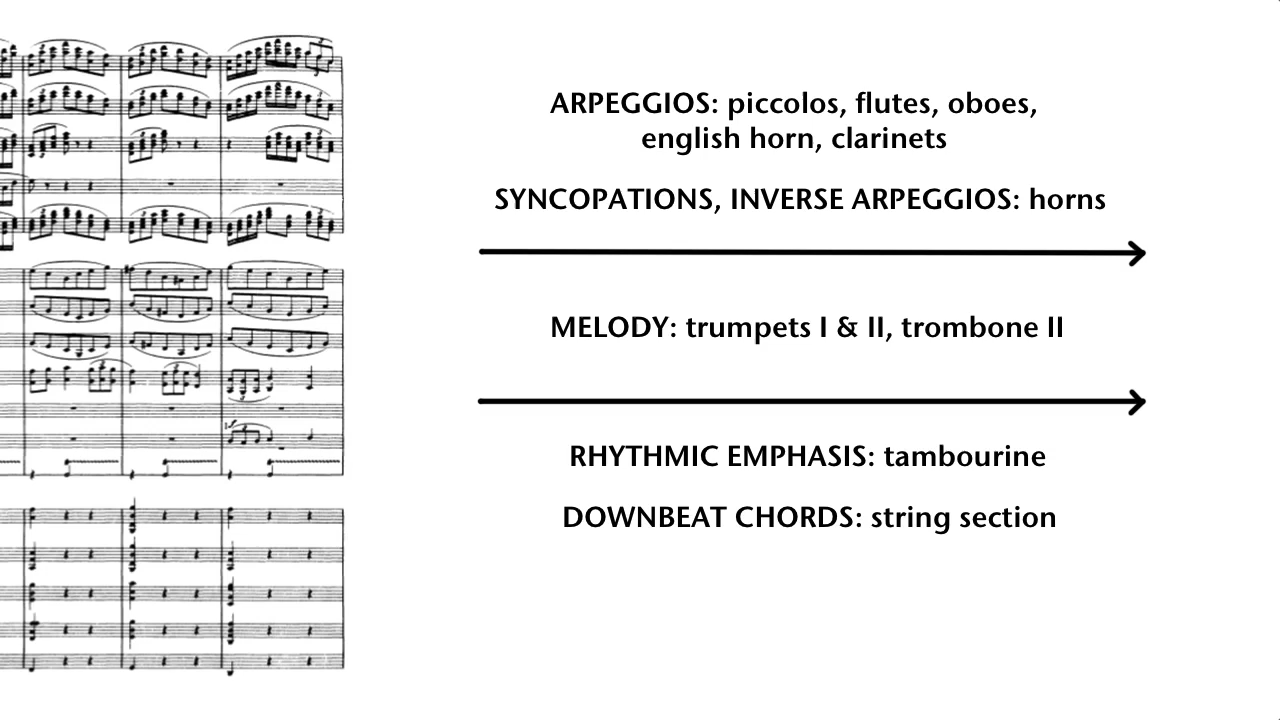 ARPEGGIOS: piccolos, flutes, oboes,
english horn, clarinets
SYNCOPATIONS, INVERSE ARPEGGIOS: horns
MELODY: trumpets I & II, trombone II
RHYTHMIC EMPHASIS: tambourine
DOWNBEAT CHORDS: string section